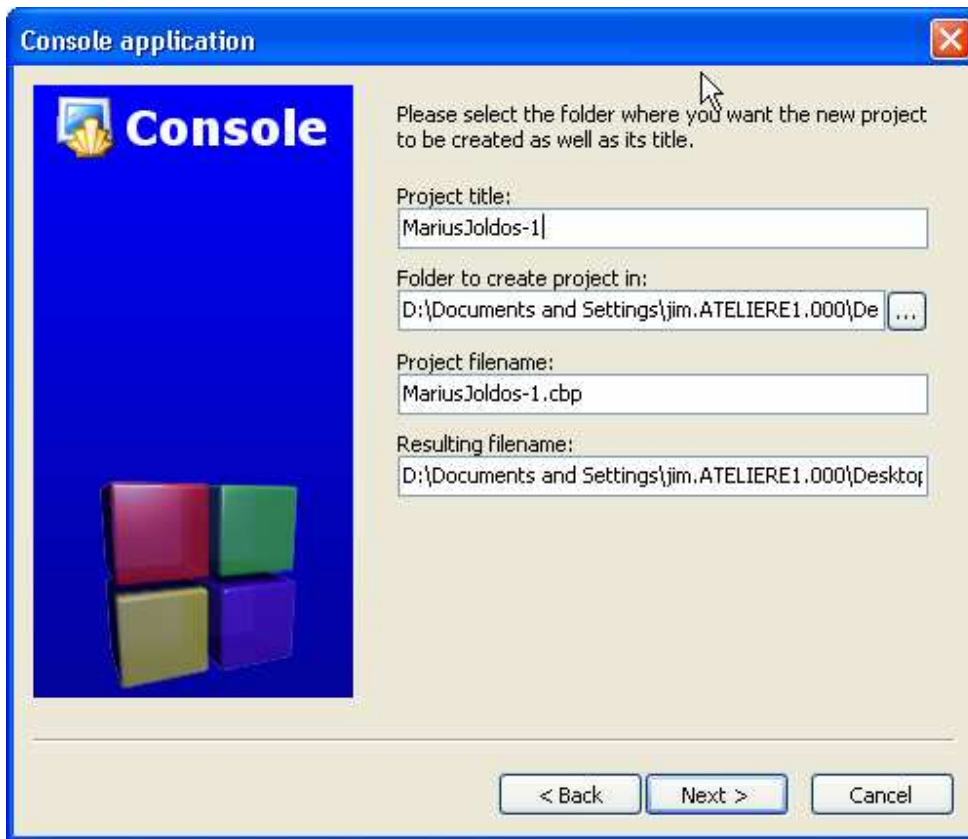 Console application
Console
Please select the folder where you want the new project
to be created as well as its title.
Project title:
MariusJoldos-1
Folder to create project in:
D:\Documents and Settings\jim.ATELIERE1.000\De
...
Project filename:
MariusJoldos-1.cbp
Resulting filename:
D:\Documents and Settings\jim.ATELIERE1.000\Desktop
< Back
Next >
Cancel